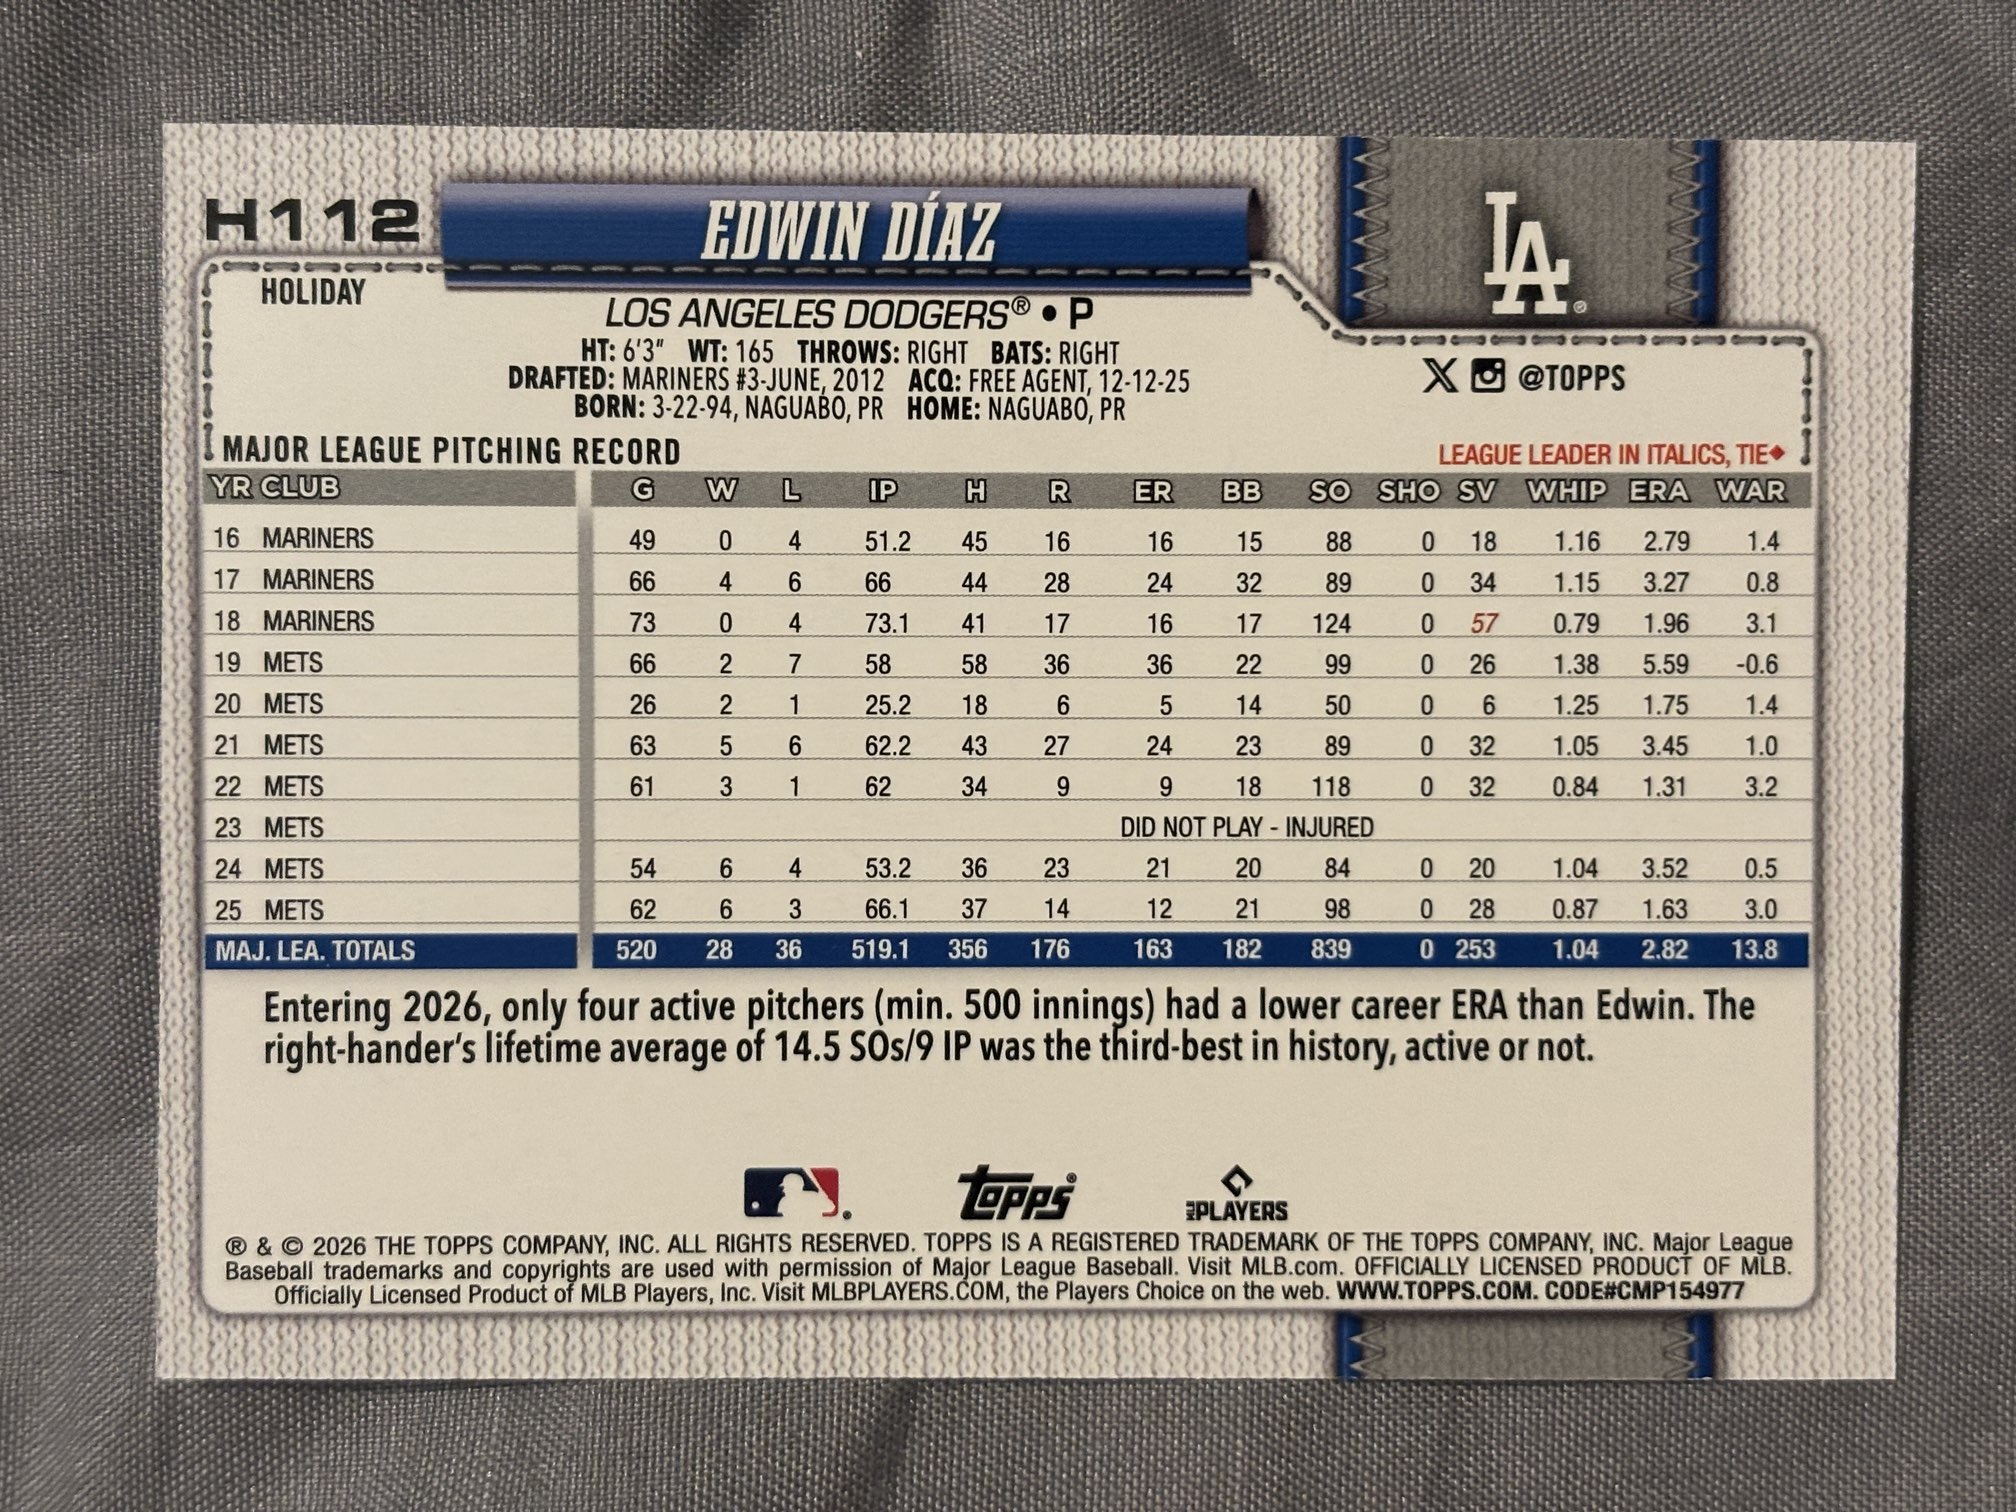 H112
EDWIN DÍAZ
LA®
HOLIDAY
LOS ANGELES DODGERS® • P
HT: 6'3" WT: 165 THROWS: RIGHT BATS: RIGHT
DRAFTED: MARINERS #3-JUNE, 2012 ACQ: FREE AGENT, 12-12-25
BORN: 3-22-94, NAGUABO, PR HOME: NAGUABO, PR
@TOPPS
MAJOR LEAGUE PITCHING RECORD
LEAGUE LEADER IN ITALICS, TIE♦
YR CLUB G W L IP H R ER BB SO SHO SV WHIP ERA WAR
16 MARINERS 49 0 4 51.2 45 16 16 15 88 0 18 1.16 2.79 1.4
17 MARINERS 66 4 6 66 44 28 24 32 89 0 34 1.15 3.27 0.8
18 MARINERS 73 0 4 73.1 41 17 16 17 124 0 57 0.79 1.96 3.1
19 METS 66 2 7 58 58 36 36 22 99 0 26 1.38 5.59 -0.6
20 METS 26 2 1 25.2 18 6 5 14 50 0 6 1.25 1.75 1.4
21 METS 63 5 6 62.2 43 27 24 23 89 0 32 1.05 3.45 1.0
22 METS 61 3 1 62 34 9 9 18 118 0 32 0.84 1.31 3.2
23 METS DID NOT PLAY - INJURED
24 METS 54 6 4 53.2 36 23 21 20 84 0 20 1.04 3.52 0.5
25 METS 62 6 3 66.1 37 14 12 21 98 0 28 0.87 1.63 3.0
MAJ. LEA. TOTALS 520 28 36 519.1 356 176 163 182 839 0 253 1.04 2.82 13.8
Entering 2026, only four active pitchers (min. 500 innings) had a lower career ERA than Edwin. The
right-hander's lifetime average of 14.5 SOs/9 IP was the third-best in history, active or not.
Topps®
MLB PLAYERS
® & © 2026 THE TOPPS COMPANY, INC. ALL RIGHTS RESERVED. TOPPS IS A REGISTERED TRADEMARK OF THE TOPPS COMPANY, INC. Major League
Baseball trademarks and copyrights are used with permission of Major League Baseball. Visit MLB.com. OFFICIALLY LICENSED PRODUCT OF MLB.
Officially Licensed Product of MLB Players, Inc. Visit MLBPLAYERS.COM, the Players Choice on the web. WWW.TOPPS.COM. CODE#CMP154977